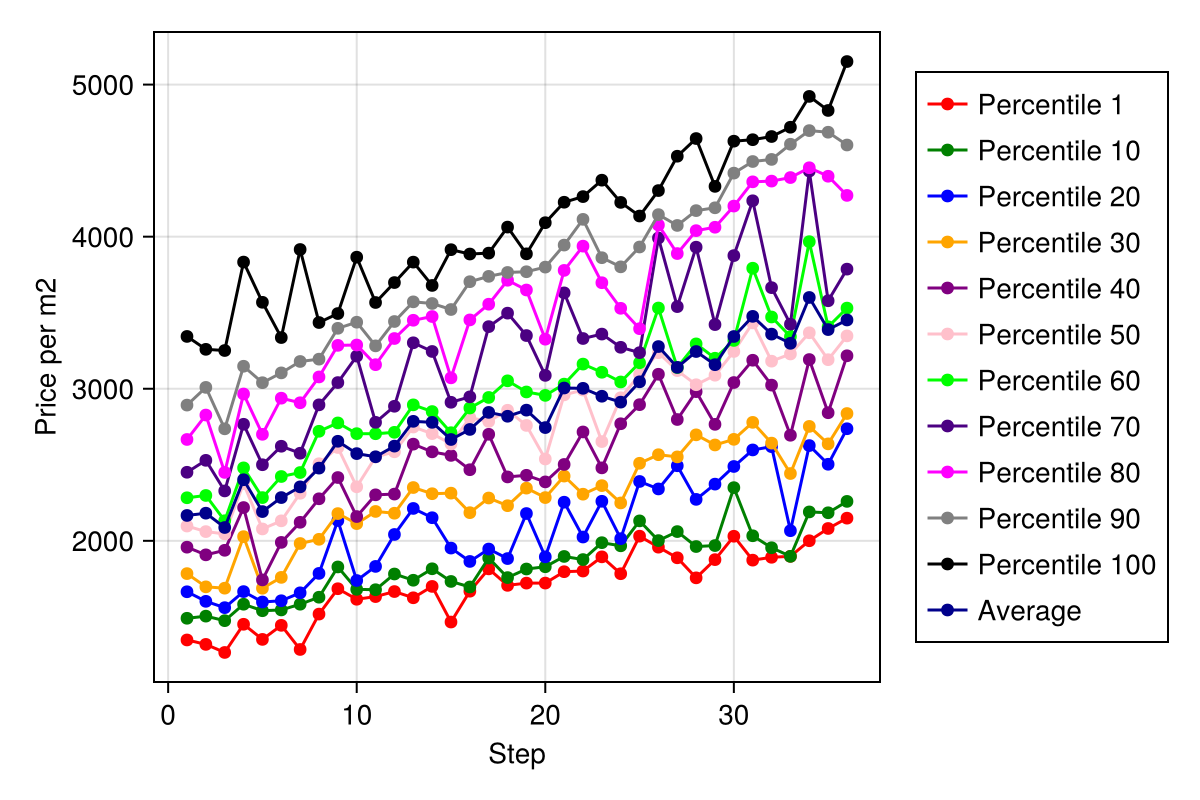 5000
4000
3000
2000
Price per m2
0 10 20 30
Step
Percentile 1
Percentile 10
Percentile 20
Percentile 30
Percentile 40
Percentile 50
Percentile 60
Percentile 70
Percentile 80
Percentile 90
Percentile 100
Average